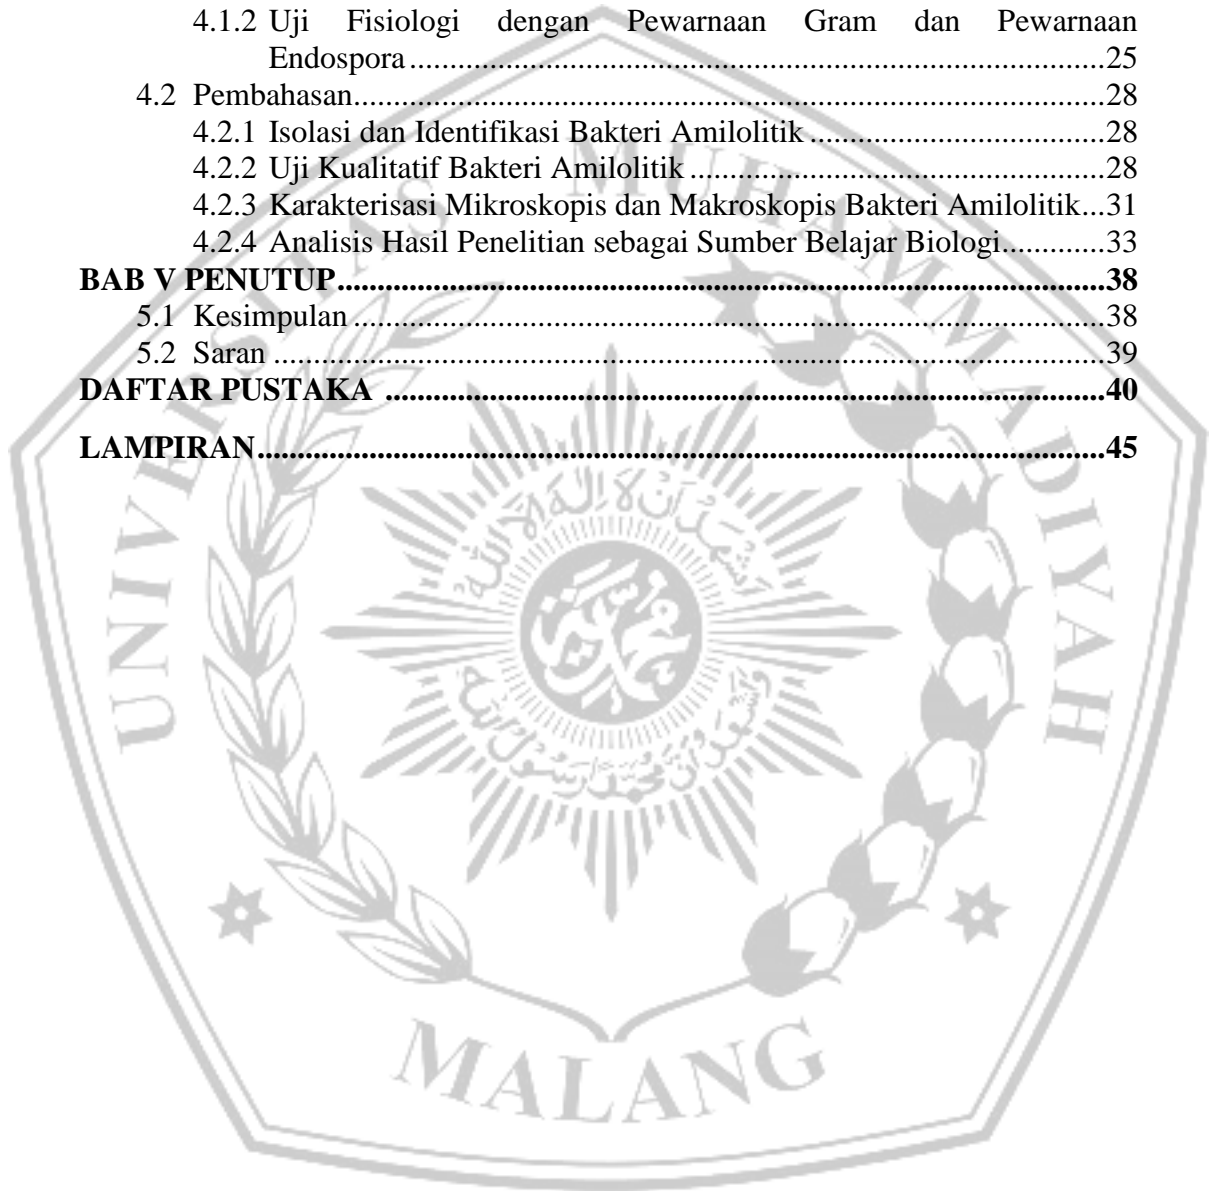 4.1.2 Uji Fisiologi dengan Pewarnaan Gram dan Pewarnaan
Endospora.......................................................................................25
4.2 Pembahasan..............................................................................................28
4.2.1 Isolasi dan Identifikasi Bakteri Amilolitik.....................................28
4.2.2 Uji Kualitatif Bakteri Amilolitik....................................................28
4.2.3 Karakterisasi Mikroskopis dan Makroskopis Bakteri Amilolitik...31
4.2.4 Analisis Hasil Penelitian sebagai Sumber Belajar Biologi.............33
BAB V PENUTUP................................................................................................38
5.1 Kesimpulan..............................................................................................38
5.2 Saran........................................................................................................39
DAFTAR PUSTAKA ..........................................................................................40
LAMPIRAN..........................................................................................................45
UNIVERSITAS MUHAMMADIYAH
MALANG